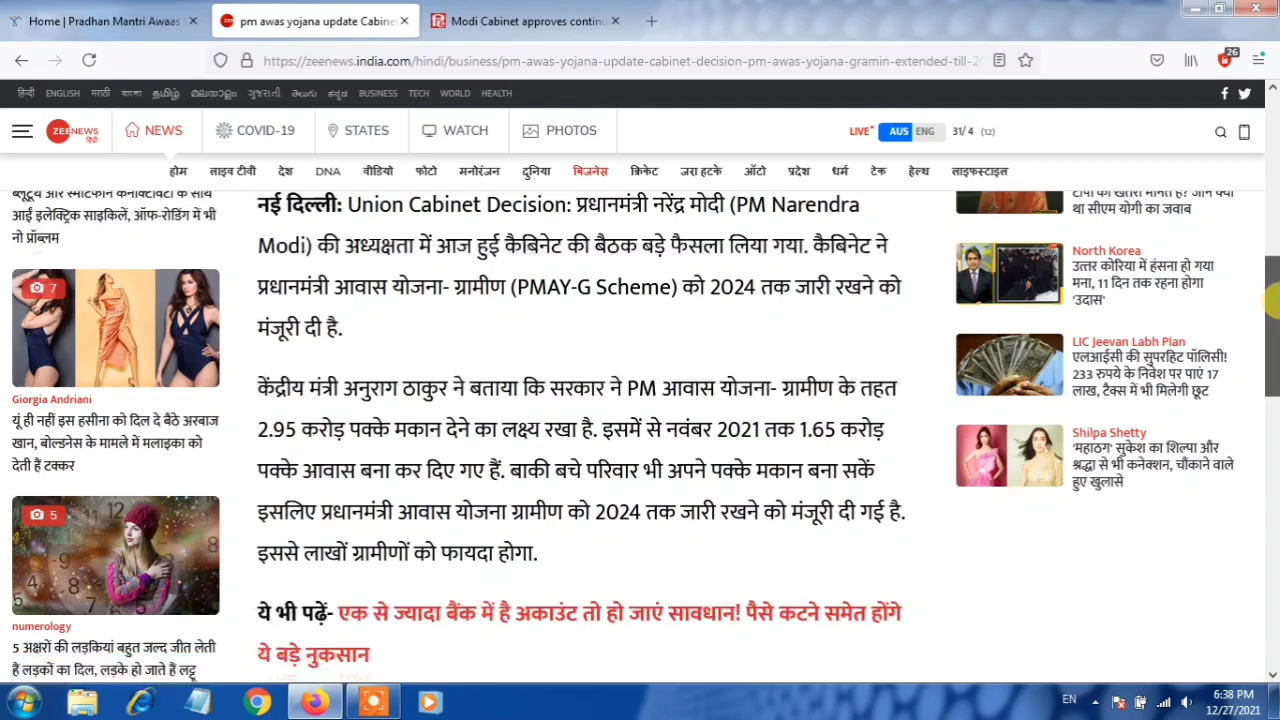 Home | Pradhan Mantri Awaas
pm awas yojana update Cabine
Modi Cabinet approves continu
https://zeenews.india.com/hindi/business/pm-awas-yojana-update-cabinet-decision-pm-awas-yojana-gramin-extended-till-20
26
हिन्दी ENGLISH मराठी বাংলা தமிழ் മലയാളം ગુજરાતી తెలుగు ಕನ್ನಡ BUSINESS TECH WORLD HEALTH
ZEE NEWS हिंदी
NEWS COVID-19 STATES WATCH PHOTOS
LIVE AUS ENG 31/4 (12)
होम लाइव टीवी देश DNA वीडियो फोटो मनोरंजन दुनिया बिजनेस क्रिकेट जरा हटके ऑटो प्रदेश धर्म टेक हेल्थ लाइफस्टाइल
ब्लूटूथ और स्मार्टफोन कनेक्टिविटी के साथ
आईं इलेक्ट्रिक साइकिलें, ऑफ-रोडिंग में भी
नो प्रॉब्लम
7
Giorgia Andriani
यूं ही नहीं इस हसीना को दिल दे बैठे अरबाज
खान, बोल्डनेस के मामले में मलाइका को
देती हैं टक्कर
5
numerology
5 अक्षरों की लड़कियां बहुत जल्द जीत लेती
हैं लड़कों का दिल, लड़के हो जाते हैं लट्टू
नई दिल्ली: Union Cabinet Decision: प्रधानमंत्री नरेंद्र मोदी (PM Narendra
Modi) की अध्यक्षता में आज हुई कैबिनेट की बैठक बड़े फैसला लिया गया. कैबिनेट ने
प्रधानमंत्री आवास योजना- ग्रामीण (PMAY-G Scheme) को 2024 तक जारी रखने को
मंजूरी दी है.
केंद्रीय मंत्री अनुराग ठाकुर ने बताया कि सरकार ने PM आवास योजना- ग्रामीण के तहत
2.95 करोड़ पक्के मकान देने का लक्ष्य रखा है. इसमें से नवंबर 2021 तक 1.65 करोड़
पक्के आवास बना कर दिए गए हैं. बाकी बचे परिवार भी अपने पक्के मकान बना सकें
इसलिए प्रधानमंत्री आवास योजना ग्रामीण को 2024 तक जारी रखने को मंजूरी दी गई है.
इससे लाखों ग्रामीणों को फायदा होगा.
ये भी पढ़ें- एक से ज्यादा बैंक में है अकाउंट तो हो जाएं सावधान! पैसे कटने समेत होंगे
ये बड़े नुकसान
टोपी को खतरा मानते हैं? जानें क्या
था सीएम योगी का जवाब
North Korea
उत्तर कोरिया में हंसना हो गया
मना, 11 दिन तक रहना होगा
'उदास'
LIC Jeevan Labh Plan
एलआईसी की सुपरहिट पॉलिसी!
233 रुपये के निवेश पर पाएं 17
लाख, टैक्स में भी मिलेगी छूट
Shilpa Shetty
'महाठग' सुकेश का शिल्पा और
श्रद्धा से भी कनेक्शन, चौंकाने वाले
हुए खुलासे
EN
6:38 PM
12/27/2021